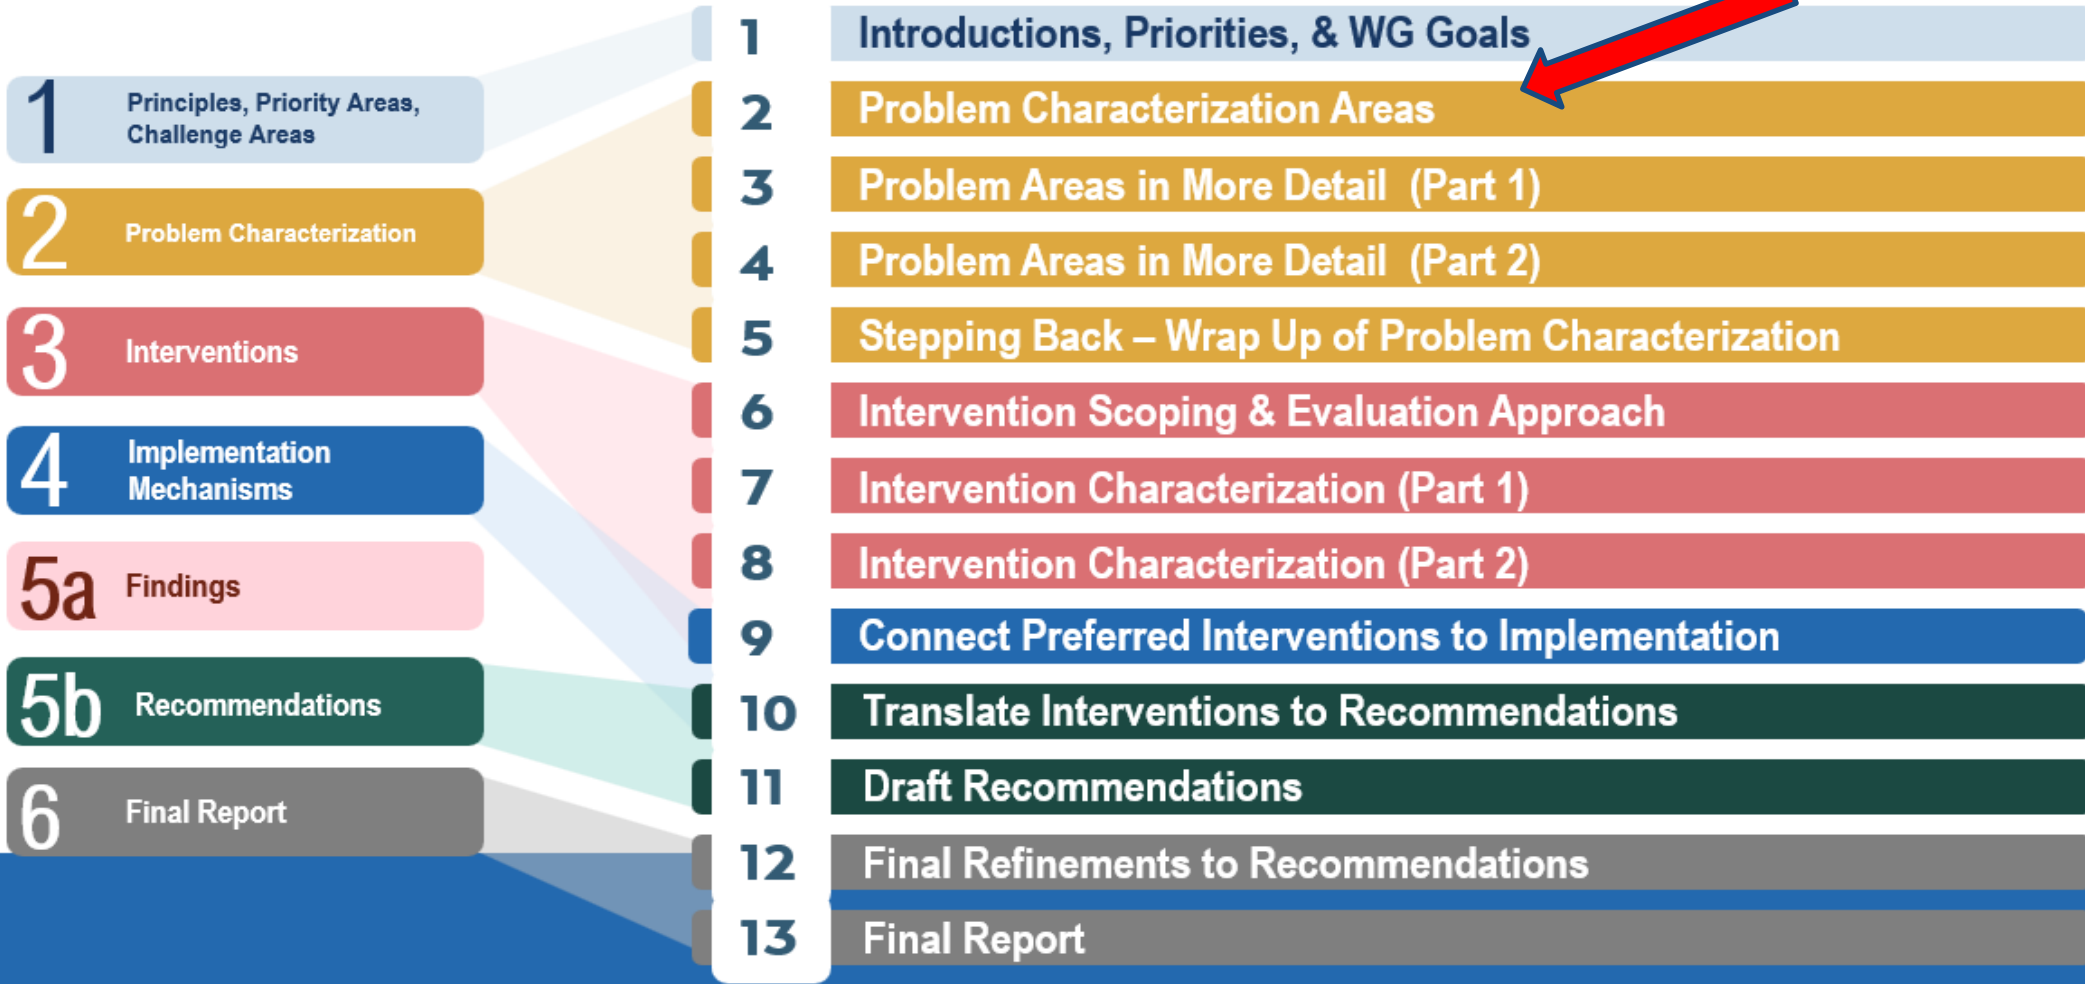 1
Principles, Priority Areas,
Challenge Areas
2
Problem Characterization
3
Interventions
4
Implementation
Mechanisms
5a
Findings
5b
Recommendations
6
Final Report
1 Introductions, Priorities, & WG Goals
2 Problem Characterization Areas
3 Problem Areas in More Detail (Part 1)
4 Problem Areas in More Detail (Part 2)
5 Stepping Back – Wrap Up of Problem Characterization
6 Intervention Scoping & Evaluation Approach
7 Intervention Characterization (Part 1)
8 Intervention Characterization (Part 2)
9 Connect Preferred Interventions to Implementation
10 Translate Interventions to Recommendations
11 Draft Recommendations
12 Final Refinements to Recommendations
13 Final Report